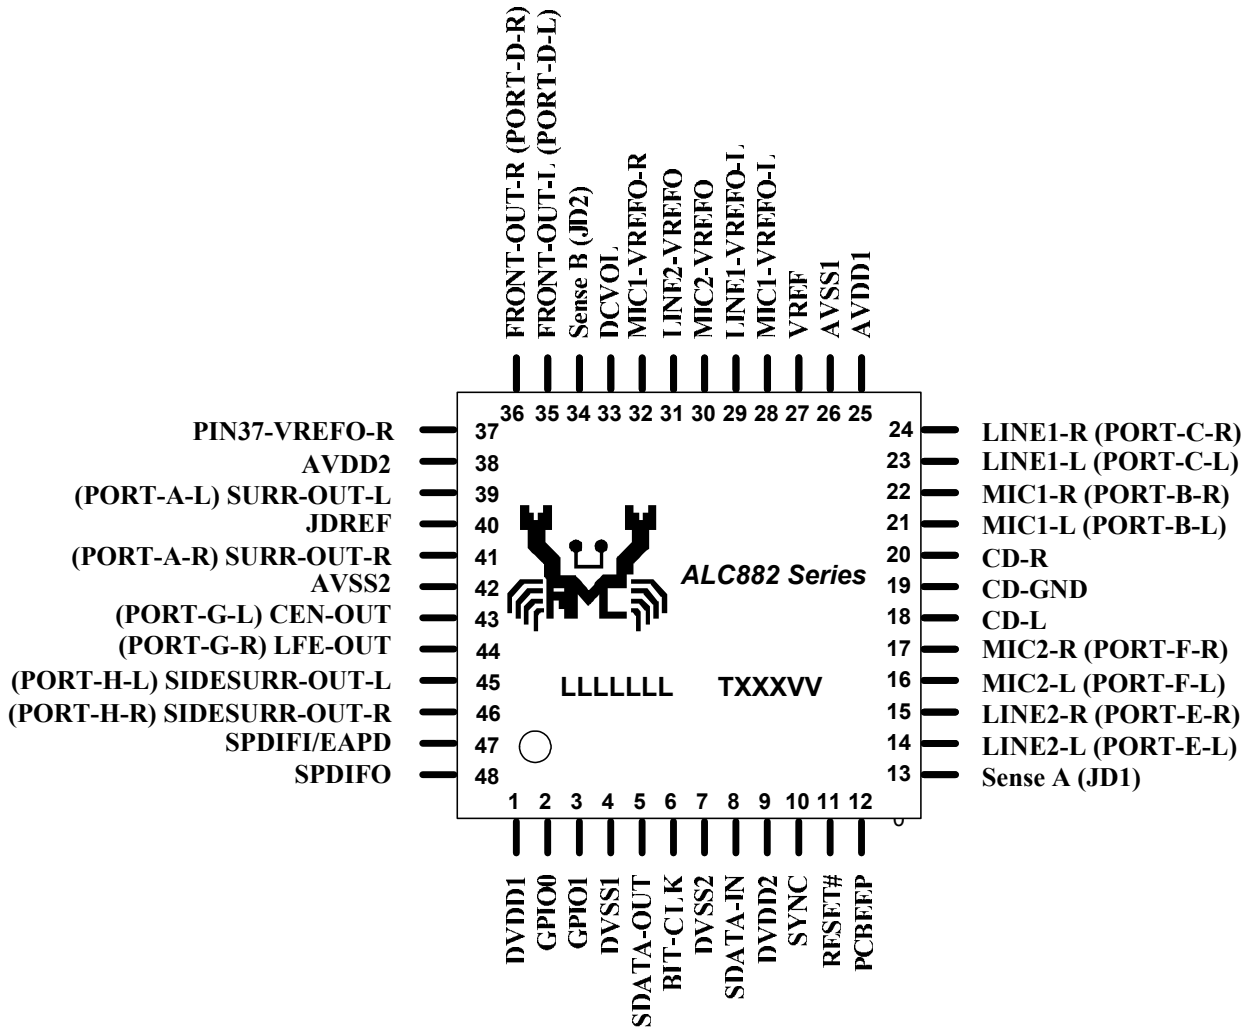 FRONT-OUT-R (PORT-D-R)
FRONT-OUT-L (PORT-D-L)
Sense B (JD2)
DCVOL
MIC1-VREFO-R
LINE2-VREFO
MIC2-VREFO
LINE1-VREFO-L
MIC1-VREFO-L
VREF
AVSS1
AVDD1
36 35 34 33 32 31 30 29 28 27 26 25
PIN37-VREFO-R 37
AVDD2 38
(PORT-A-L) SURR-OUT-L 39
JDREF 40
(PORT-A-R) SURR-OUT-R 41
AVSS2 42
(PORT-G-L) CEN-OUT 43
(PORT-G-R) LFE-OUT 44
(PORT-H-L) SIDESURR-OUT-L 45
(PORT-H-R) SIDESURR-OUT-R 46
SPDIFI/EAPD 47
SPDIFO 48
ALC882 Series
LLLLLLL TXXXVV
24 LINE1-R (PORT-C-R)
23 LINE1-L (PORT-C-L)
22 MIC1-R (PORT-B-R)
21 MIC1-L (PORT-B-L)
20 CD-R
19 CD-GND
18 CD-L
17 MIC2-R (PORT-F-R)
16 MIC2-L (PORT-F-L)
15 LINE2-R (PORT-E-R)
14 LINE2-L (PORT-E-L)
13 Sense A (JD1)
1 2 3 4 5 6 7 8 9 10 11 12
DVDD1
GPIO0
GPIO1
DVSS1
SDATA-OUT
BIT-CLK
DVSS2
SDATA-IN
DVDD2
SYNC
RESET#
PCBEEP